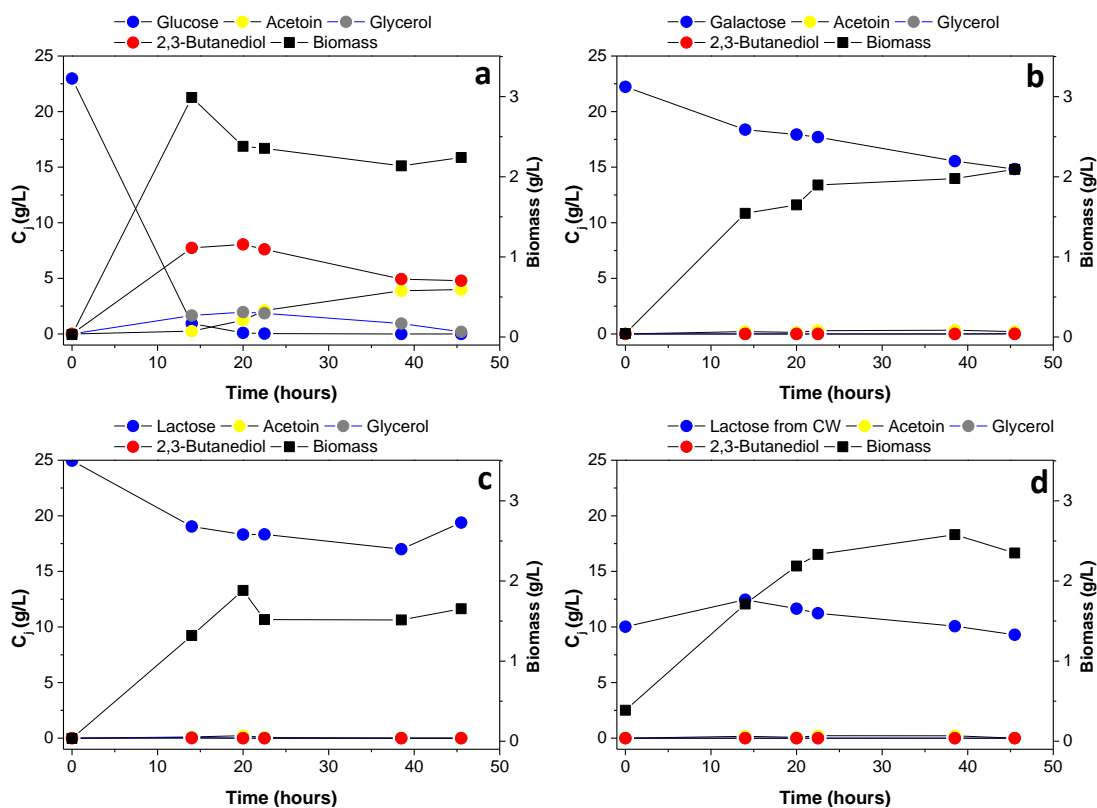 Glucose Acetoin Glycerol
2,3-Butanediol Biomass
a
25
20
15
10
5
0
C_j (g/L)
3
2
1
0
Biomass (g/L)
0 10 20 30 40 50
Time (hours)
Galactose Acetoin Glycerol
2,3-Butanediol Biomass
b
25
20
15
10
5
0
C_j (g/L)
3
2
1
0
Biomass (g/L)
0 10 20 30 40 50
Time (hours)
Lactose Acetoin Glycerol
2,3-Butanediol Biomass
c
25
20
15
10
5
0
C_j (g/L)
3
2
1
0
Biomass (g/L)
0 10 20 30 40 50
Time (hours)
Lactose from CW Acetoin Glycerol
2,3-Butanediol Biomass
d
25
20
15
10
5
0
C_j (g/L)
3
2
1
0
Biomass (g/L)
0 10 20 30 40 50
Time (hours)